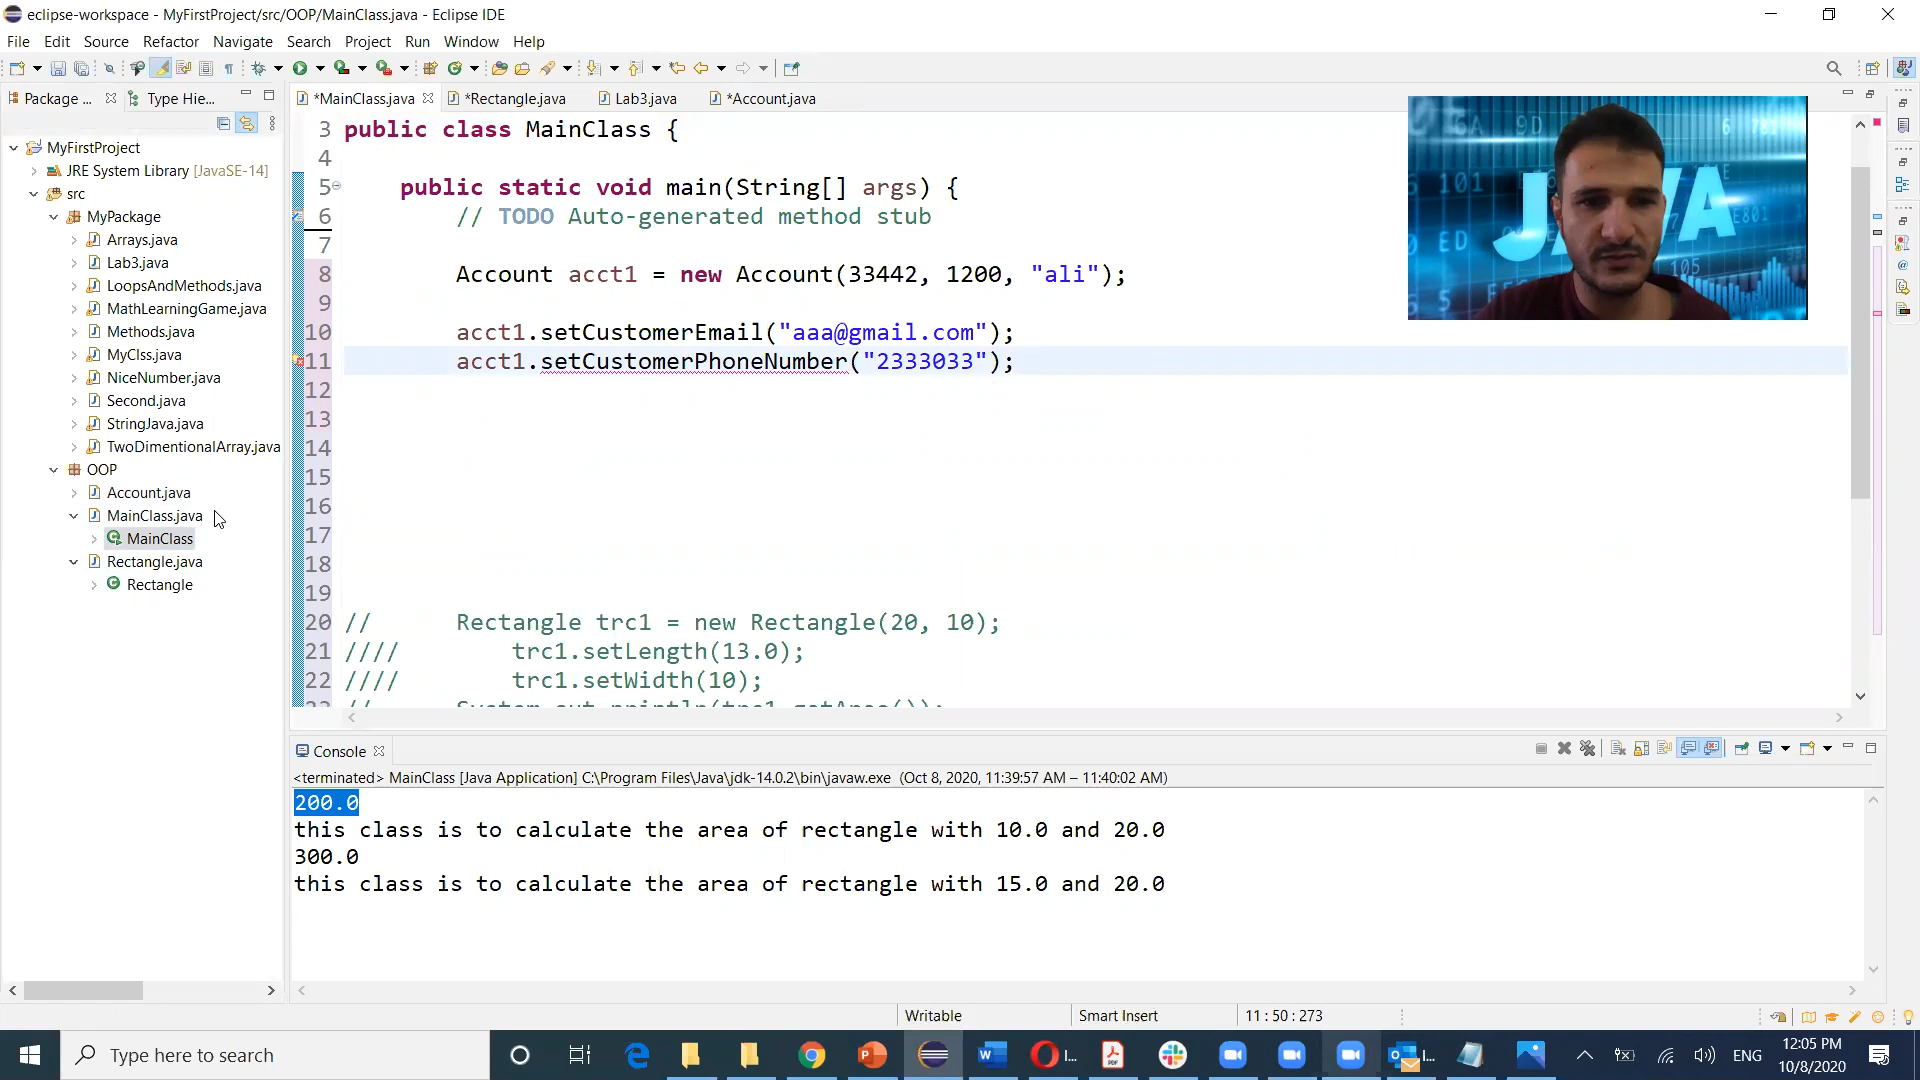 eclipse-workspace - MyFirstProject/src/OOP/MainClass.java - Eclipse IDE
File Edit Source Refactor Navigate Search Project Run Window Help
Package ... Type Hie...
*MainClass.java *Rectangle.java Lab3.java *Account.java
MyFirstProject
JRE System Library [JavaSE-14]
src
MyPackage
Arrays.java
Lab3.java
LoopsAndMethods.java
MathLearningGame.java
Methods.java
MyClss.java
NiceNumber.java
Second.java
StringJava.java
TwoDimentionalArray.java
OOP
Account.java
MainClass.java
MainClass
Rectangle.java
Rectangle
3 public class MainClass {
4
5 public static void main(String[] args) {
6 // TODO Auto-generated method stub
7
8 Account acct1 = new Account(33442, 1200, "ali");
9
10 acct1.setCustomerEmail("aaa@gmail.com");
11 acct1.setCustomerPhoneNumber("2333033");
12
13
14
15
16
17
18
19
20 // Rectangle trc1 = new Rectangle(20, 10);
21 //// trc1.setLength(13.0);
22 //// trc1.setWidth(10);
23 // System.out.println(trc1.getArea());
JAVA
Console
<terminated> MainClass [Java Application] C:\Program Files\Java\jdk-14.0.2\bin\javaw.exe (Oct 8, 2020, 11:39:57 AM – 11:40:02 AM)
200.0
this class is to calculate the area of rectangle with 10.0 and 20.0
300.0
this class is to calculate the area of rectangle with 15.0 and 20.0
Writable Smart Insert 11 : 50 : 273
Type here to search
I... I...
ENG
12:05 PM
10/8/2020